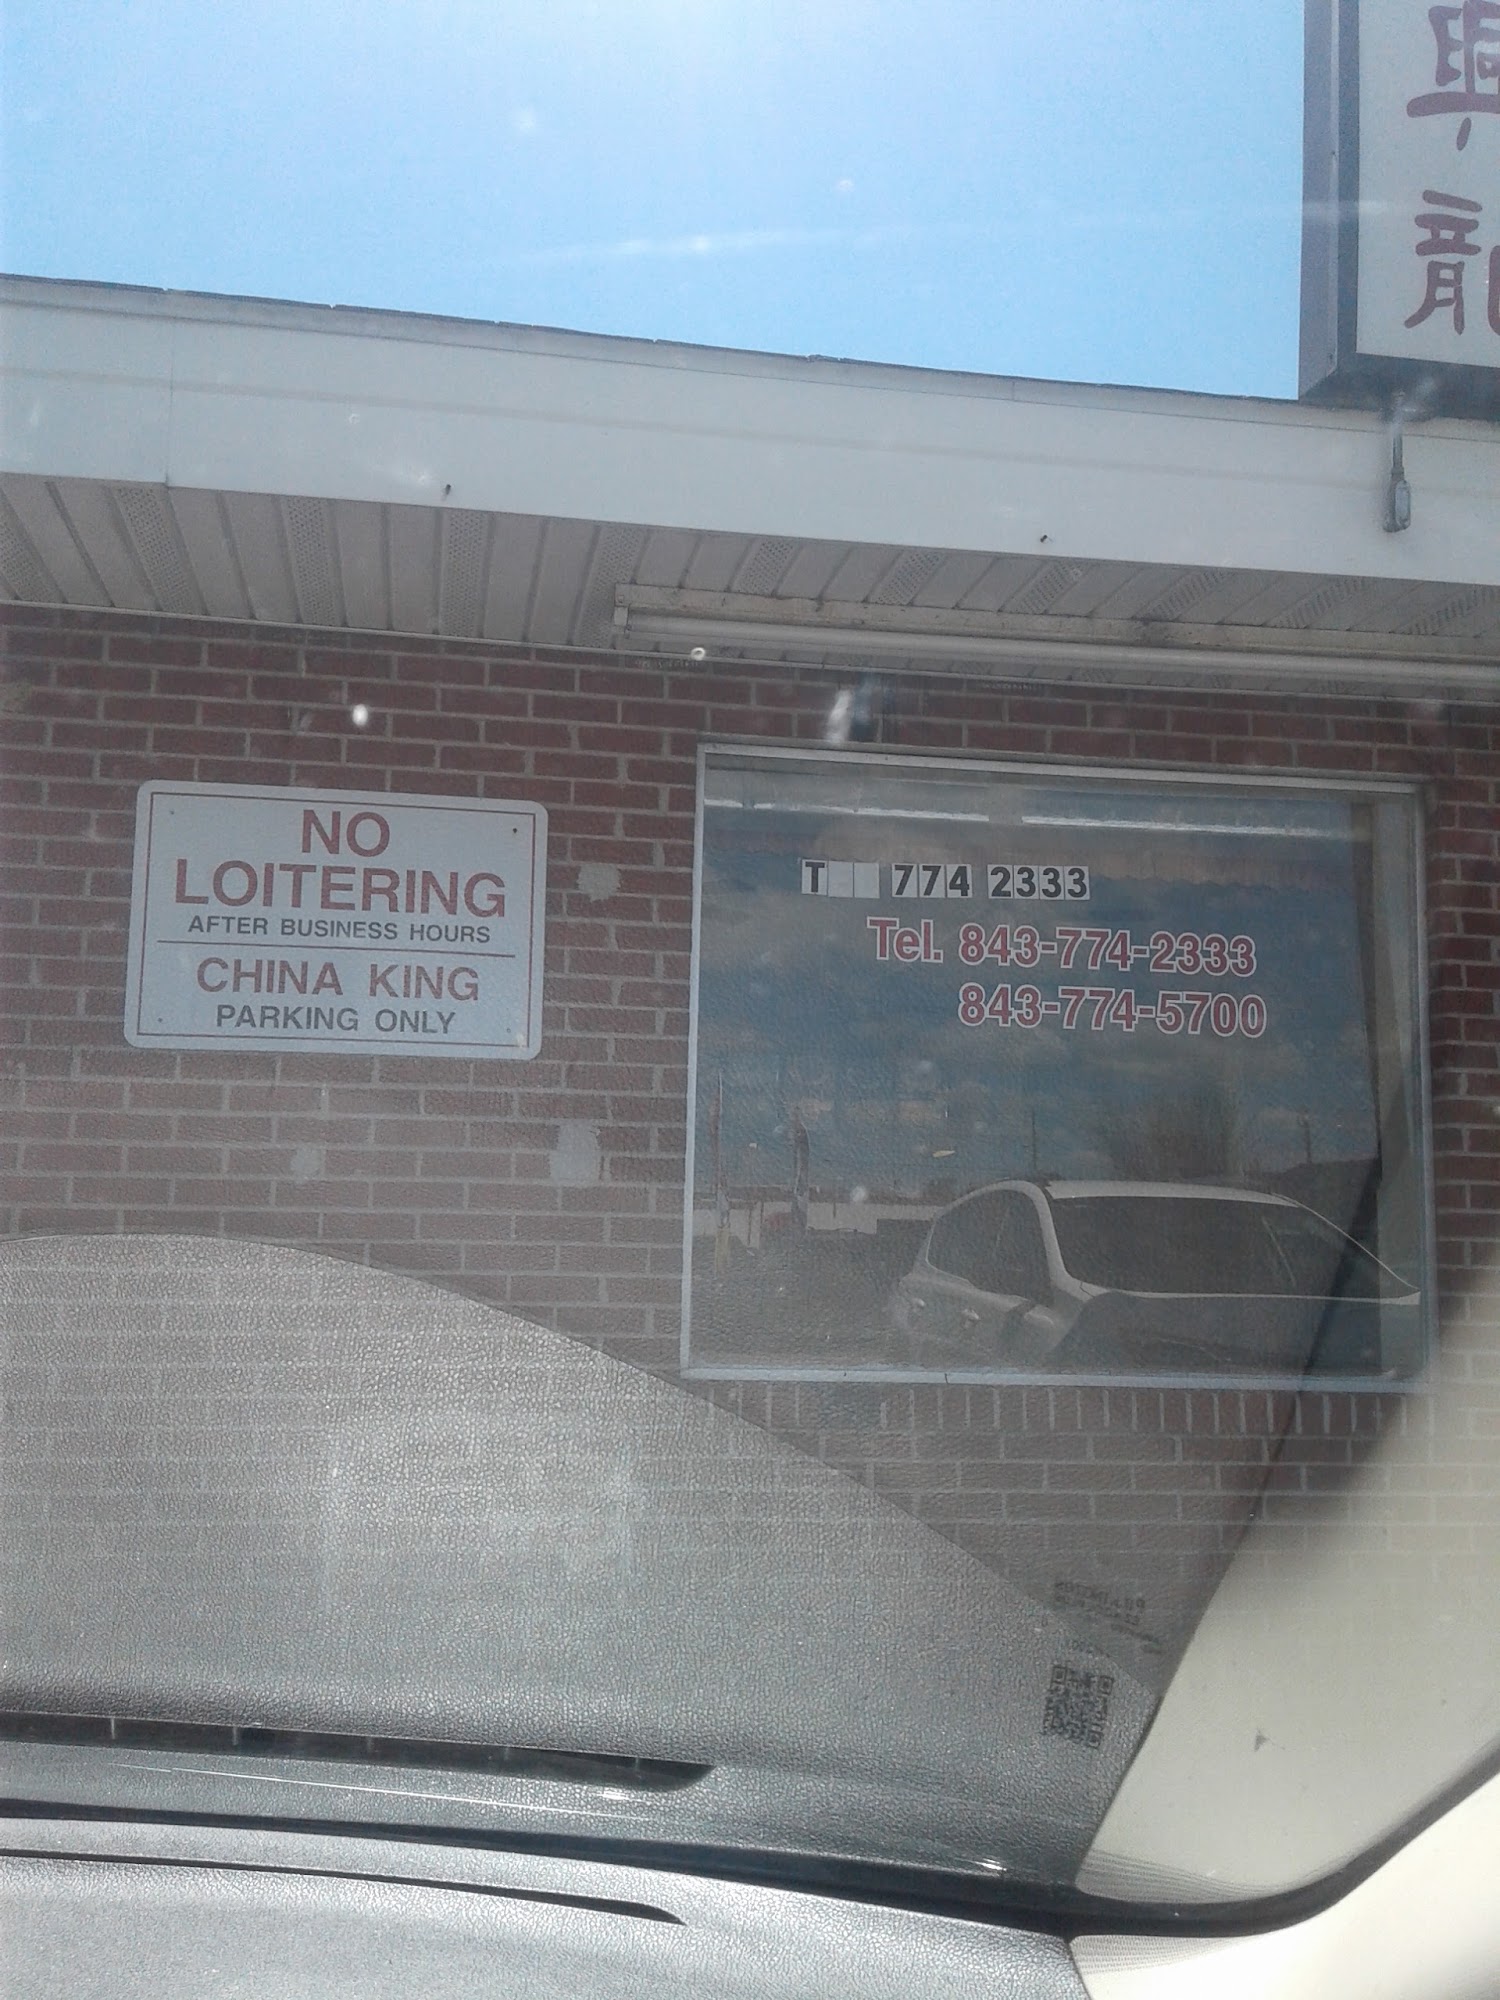 NO
LOITERING
AFTER BUSINESS HOURS
CHINA KING
PARKING ONLY
T 774 2333
Tel. 843-774-2333
843-774-5700